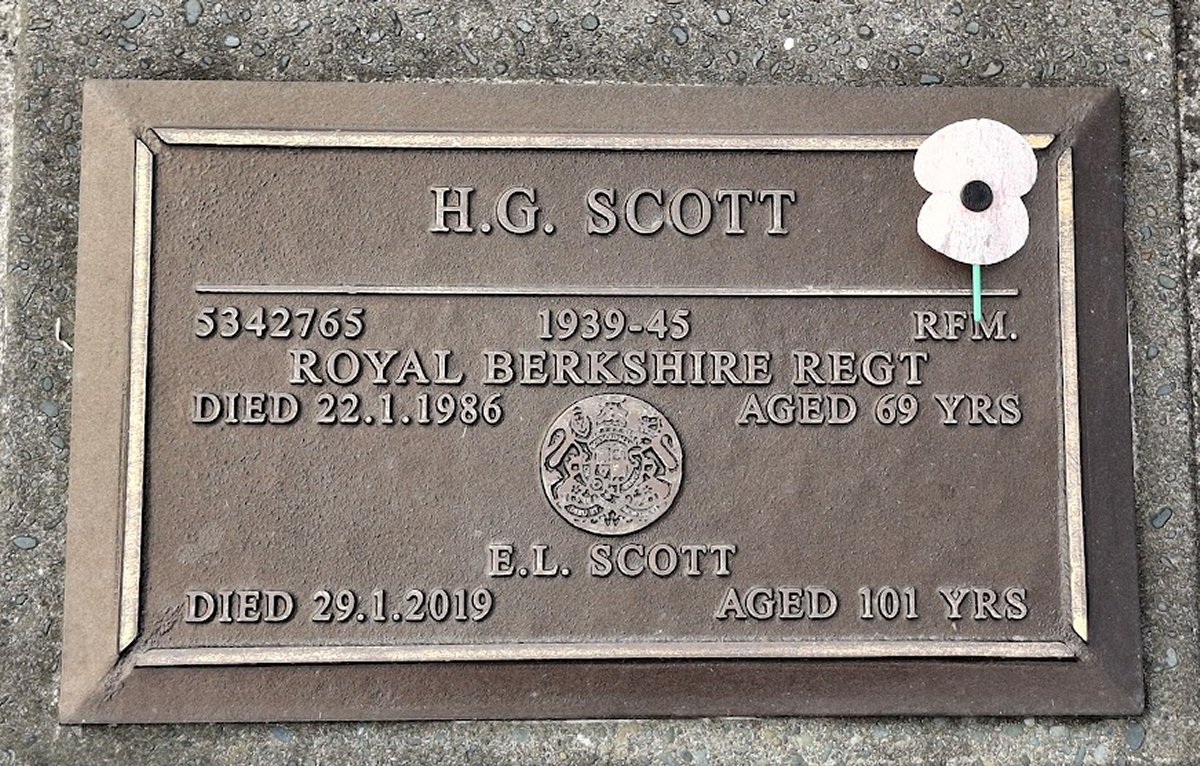 H.G. SCOTT
5342765 1939-45 RFM.
ROYAL BERKSHIRE REGT
DIED 22.1.1986 AGED 69 YRS
E.L. SCOTT
DIED 29.1.2019 AGED 101 YRS